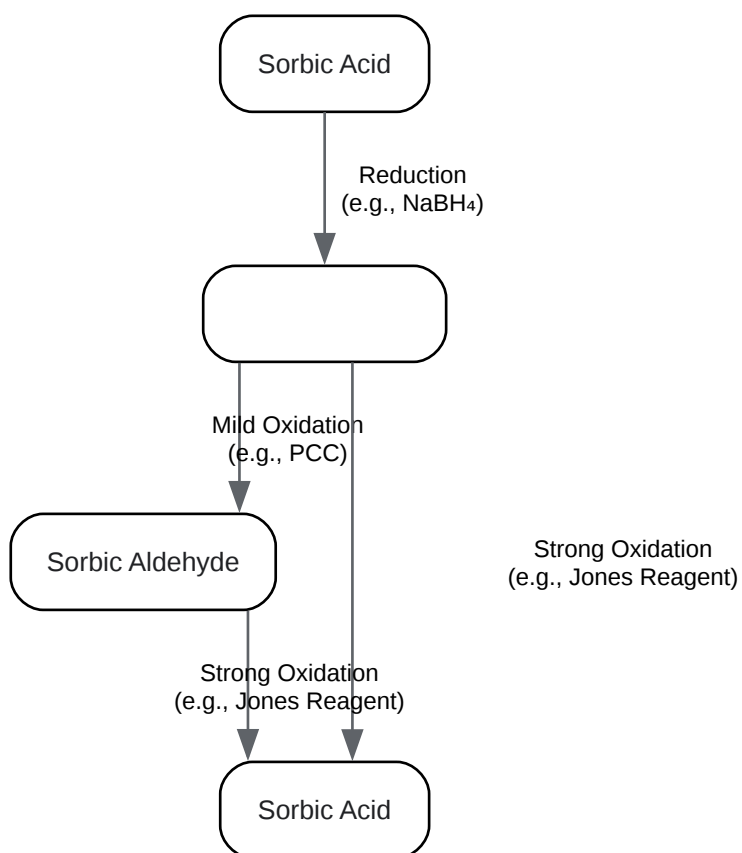 Sorbic Acid
Reduction
(e.g., NaBH₄)
Mild Oxidation
(e.g., PCC)
Sorbic Aldehyde
Strong Oxidation
(e.g., Jones Reagent)
Strong Oxidation
(e.g., Jones Reagent)
Sorbic Acid